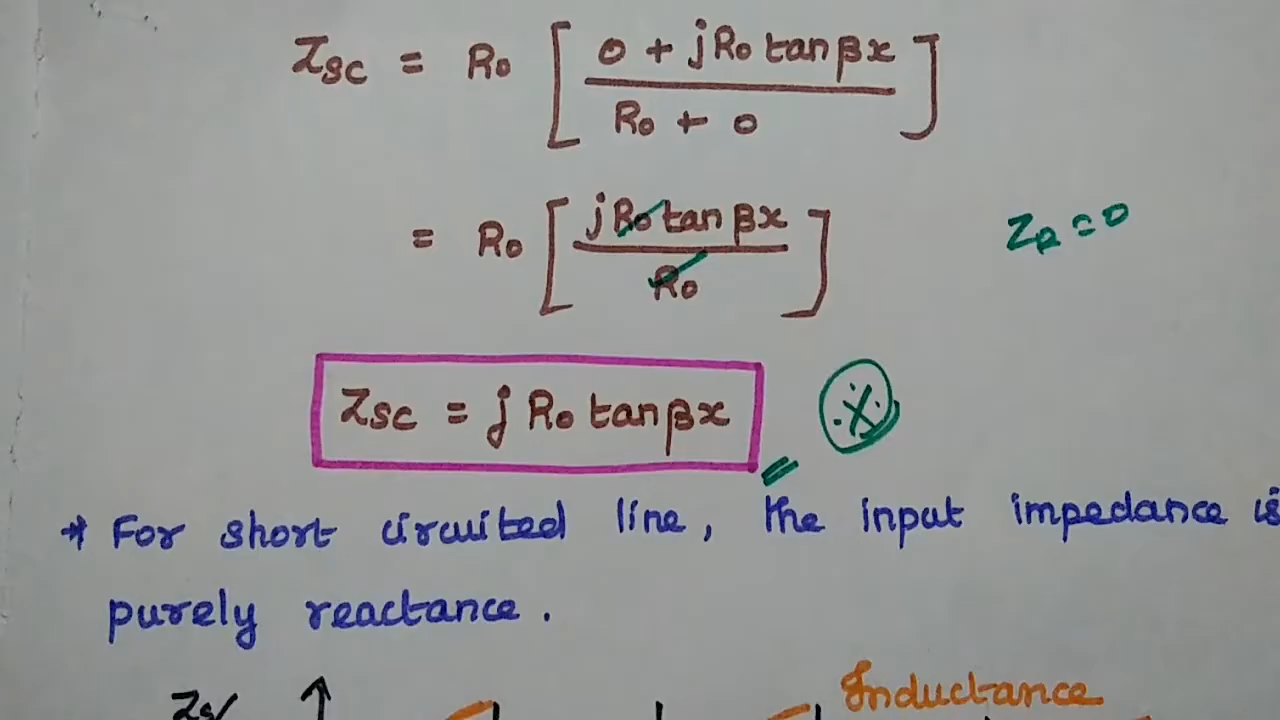 Zsc = R₀ [ 0 + jR₀ tan βx / R₀ + 0 ]
= R₀ [ jR₀ tan βx / R₀ ]
Z_R = 0
Zsc = j R₀ tan βx
* For short circuited line, the input impedance is
purely reactance.
Inductance